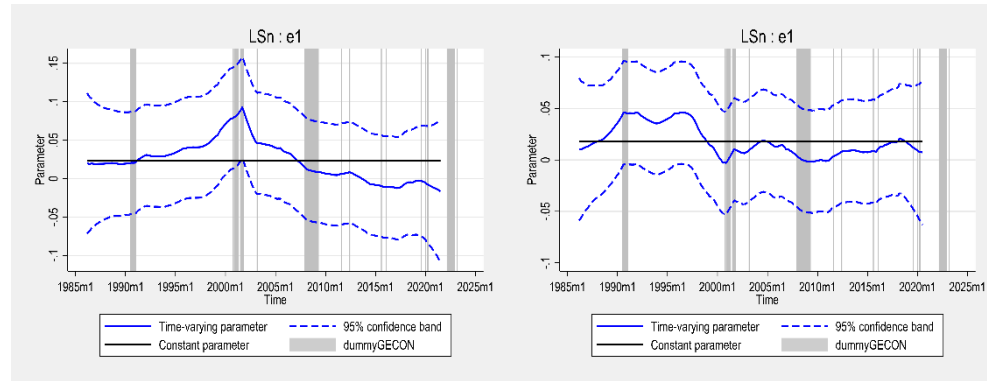 LSn : e1
.15
.1
.05
0
-.05
-.1
Parameter
1985m1 1990m1 1995m1 2000m1 2005m1 2010m1 2015m1 2020m1 2025m1
Time
Time-varying parameter 95% confidence band
Constant parameter dummyGECON
LSn : e1
.1
.05
0
-.05
-.1
Parameter
1985m1 1990m1 1995m1 2000m1 2005m1 2010m1 2015m1 2020m1 2025m1
Time
Time-varying parameter 95% confidence band
Constant parameter dummyGECON